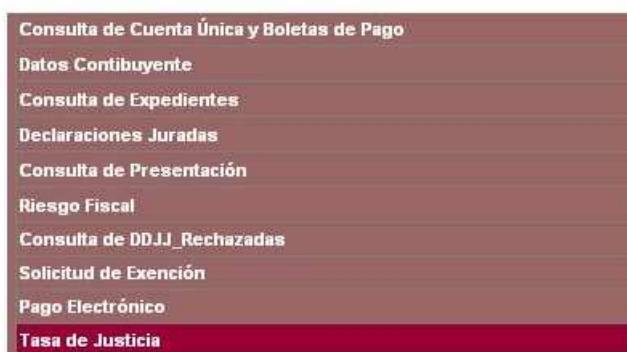 Consulta de Cuenta Única y Boletas de Pago
Datos Contibuyente
Consulta de Expedientes
Declaraciones Juradas
Consulta de Presentación
Riesgo Fiscal
Consulta de DDJJ_Rechazadas
Solicitud de Exención
Pago Electrónico
Tasa de Justicia